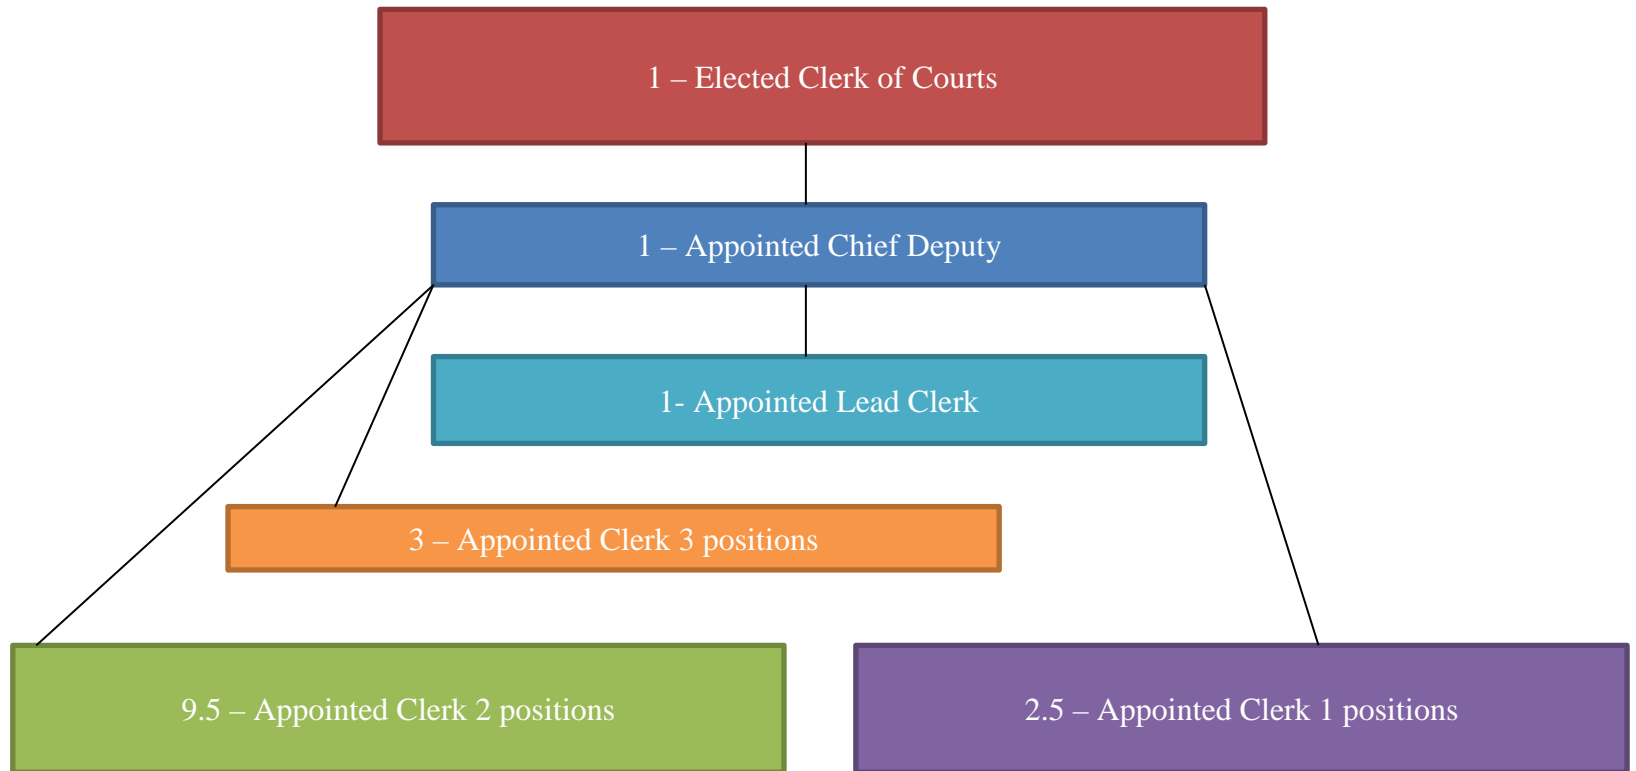 1 – Elected Clerk of Courts
1 – Appointed Chief Deputy
1- Appointed Lead Clerk
3 – Appointed Clerk 3 positions
9.5 – Appointed Clerk 2 positions
2.5 – Appointed Clerk 1 positions